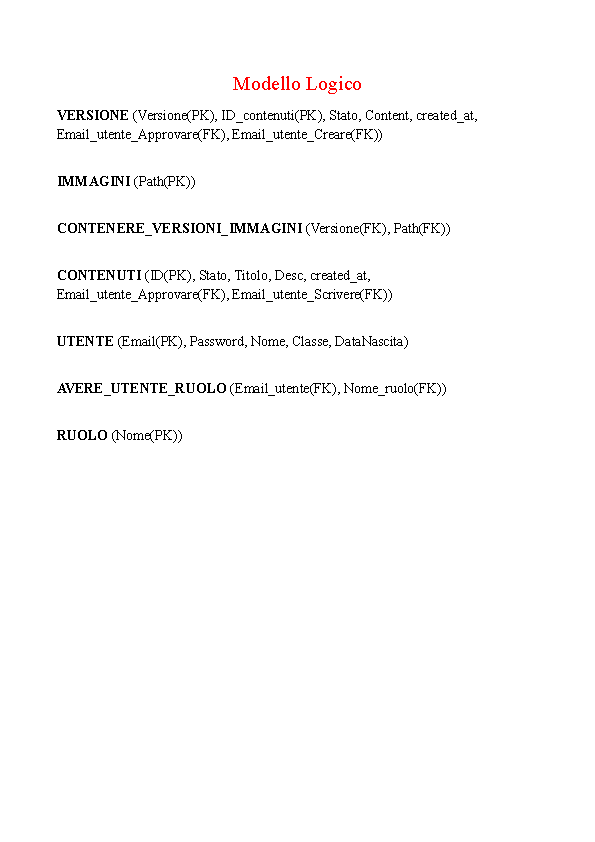 Modello Logico
VERSIONE (Versione(PK), ID_contenuti(PK), Stato, Content, created_at,
Email_utente_Approvare(FK), Email_utente_Creare(FK))
IMMAGINI (Path(PK))
CONTENERE_VERSIONI_IMMAGINI (Versione(FK), Path(FK))
CONTENUTI (ID(PK), Stato, Titolo, Desc, created_at,
Email_utente_Approvare(FK), Email_utente_Scrivere(FK))
UTENTE (Email(PK), Password, Nome, Classe, DataNascita)
AVERE_UTENTE_RUOLO (Email_utente(FK), Nome_ruolo(FK))
RUOLO (Nome(PK))